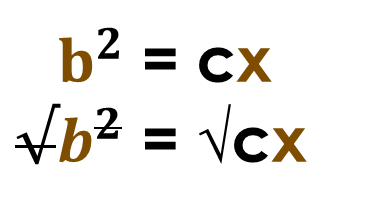 b² = cx
√b² = √cx